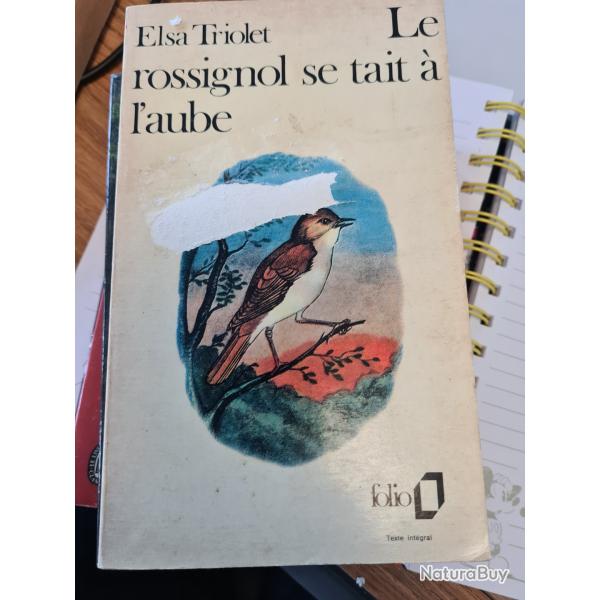 Elsa Triolet Le
rossignol se tait à
l'aube
folio
Texte intégral
NaturaBuy